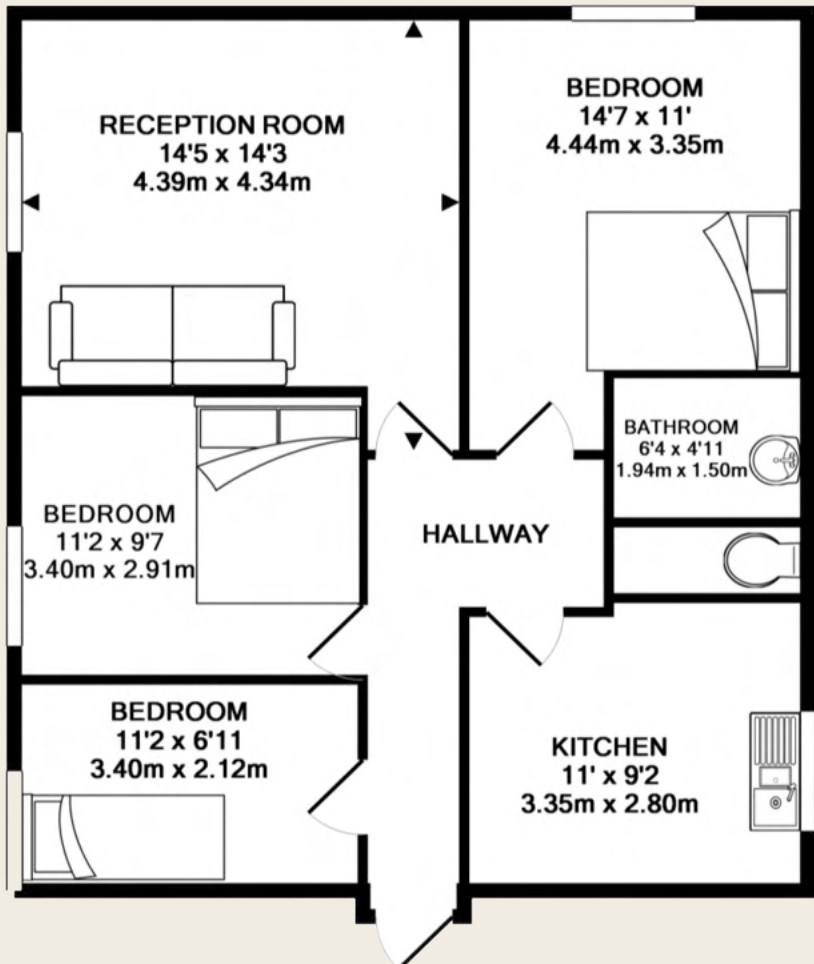 RECEPTION ROOM
14'5 x 14'3
4.39m x 4.34m
BEDROOM
14'7 x 11'
4.44m x 3.35m
BATHROOM
6'4 x 4'11
1.94m x 1.50m
BEDROOM
11'2 x 9'7
3.40m x 2.91m
HALLWAY
BEDROOM
11'2 x 6'11
3.40m x 2.12m
KITCHEN
11' x 9'2
3.35m x 2.80m